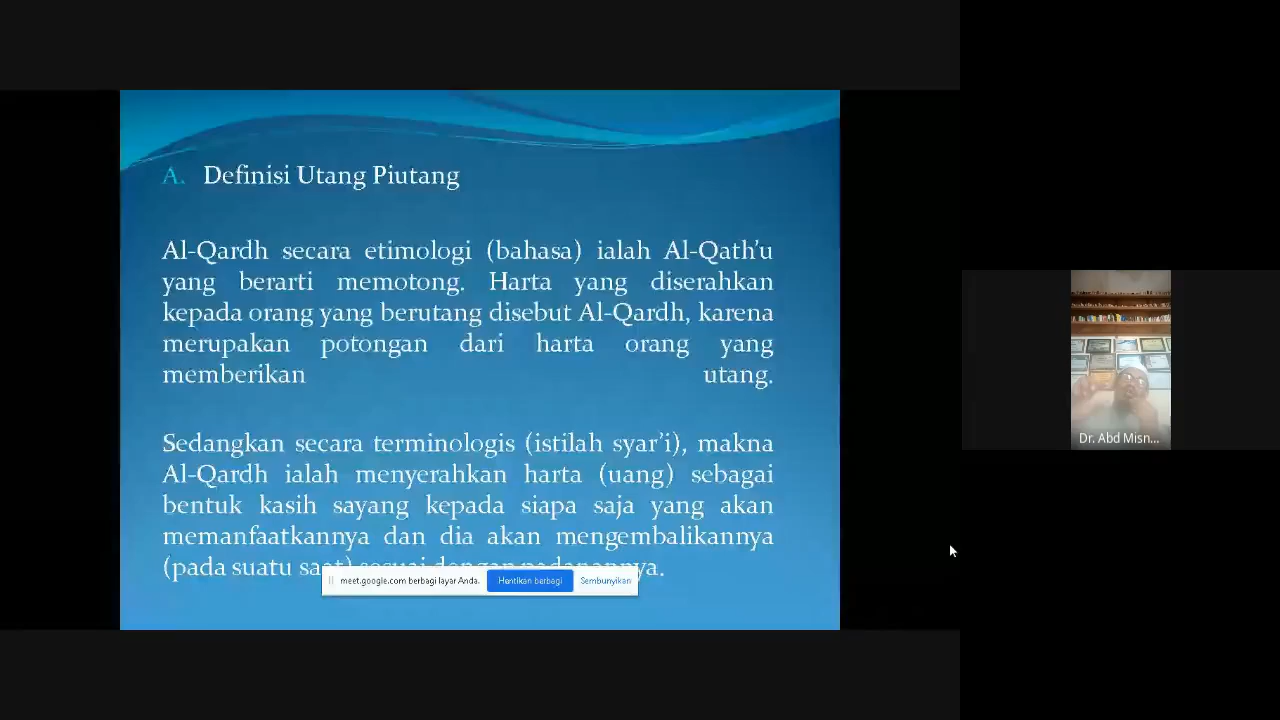 A. Definisi Utang Piutang
Al-Qardh secara etimologi (bahasa) ialah Al-Qath'u
yang berarti memotong. Harta yang diserahkan
kepada orang yang berutang disebut Al-Qardh, karena
merupakan potongan dari harta orang yang
memberikan utang.
Sedangkan secara terminologis (istilah syar'i), makna
Al-Qardh ialah menyerahkan harta (uang) sebagai
bentuk kasih sayang kepada siapa saja yang akan
memanfaatkannya dan dia akan mengembalikannya
(pada suatu saat) sesuai dengan padanannya.
meet.google.com berbagi layar Anda. Hentikan berbagi Sembunyikan
Dr. Abd Misn...